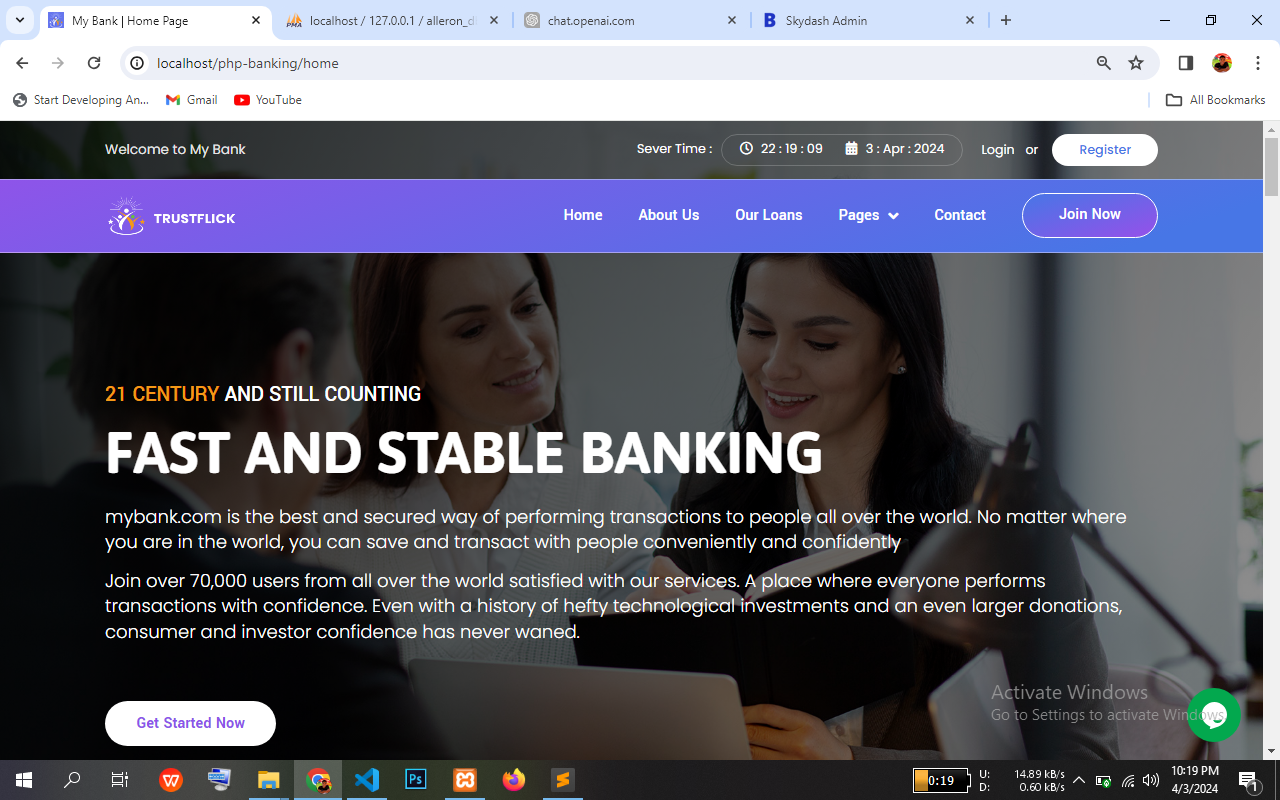 My Bank | Home Page
localhost / 127.0.0.1 / alleron_d
chat.openai.com
Skydash Admin
localhost/php-banking/home
Start Developing An...
Gmail
YouTube
All Bookmarks
Welcome to My Bank
Sever Time :
22 : 19 : 09
3 : Apr : 2024
Login or
Register
TRUSTFLICK
Home
About Us
Our Loans
Pages
Contact
Join Now
21 CENTURY AND STILL COUNTING
FAST AND STABLE BANKING
mybank.com is the best and secured way of performing transactions to people all over the world. No matter where
you are in the world, you can save and transact with people conveniently and confidently
Join over 70,000 users from all over the world satisfied with our services. A place where everyone performs
transactions with confidence. Even with a history of hefty technological investments and an even larger donations,
consumer and investor confidence has never waned.
Get Started Now
Activate Windows
Go to Settings to activate Windows.
0:19
U: 14.89 kB/s
D: 0.60 kB/s
10:19 PM
4/3/2024
1